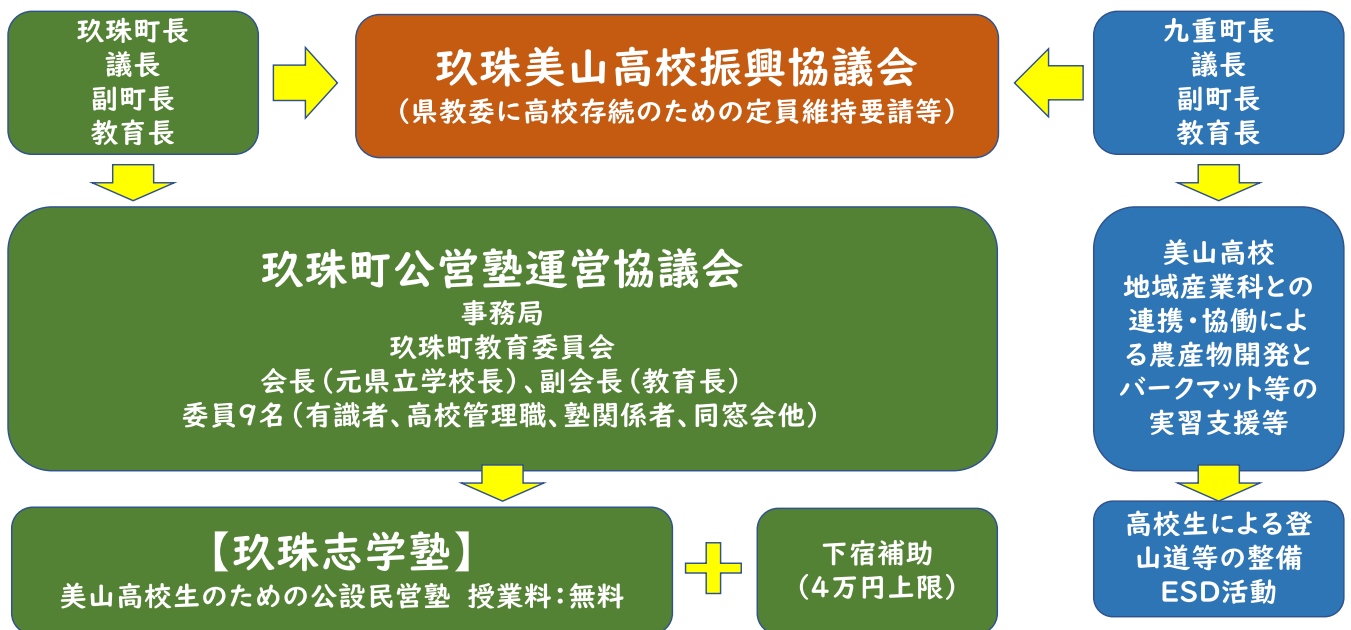 玖珠町長
議長
副町長
教育長
玖珠美山高校振興協議会
（県教委に高校存続のための定員維持要請等）
九重町長
議長
副町長
教育長
玖珠町公営塾運営協議会
事務局
玖珠町教育委員会
会長（元県立学校長）、副会長（教育長）
委員9名（有識者、高校管理職、塾関係者、同窓会他）
美山高校
地域産業科との
連携・協働によ
る農産物開発と
バークマット等の
実習支援等
【玖珠志学塾】
美山高校生のための公設民営塾 授業料：無料
下宿補助
（4万円上限）
高校生による登
山道等の整備
ESD活動